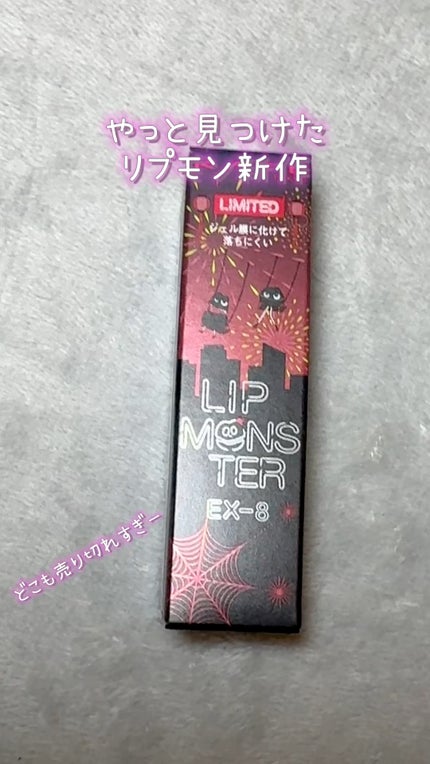 やっと見つけた
リプモン新作
LIMITED
ジェル膜に化けて
落ちにくい
LIP
MONS
TER
EX-8
どこも売り切れすぎー